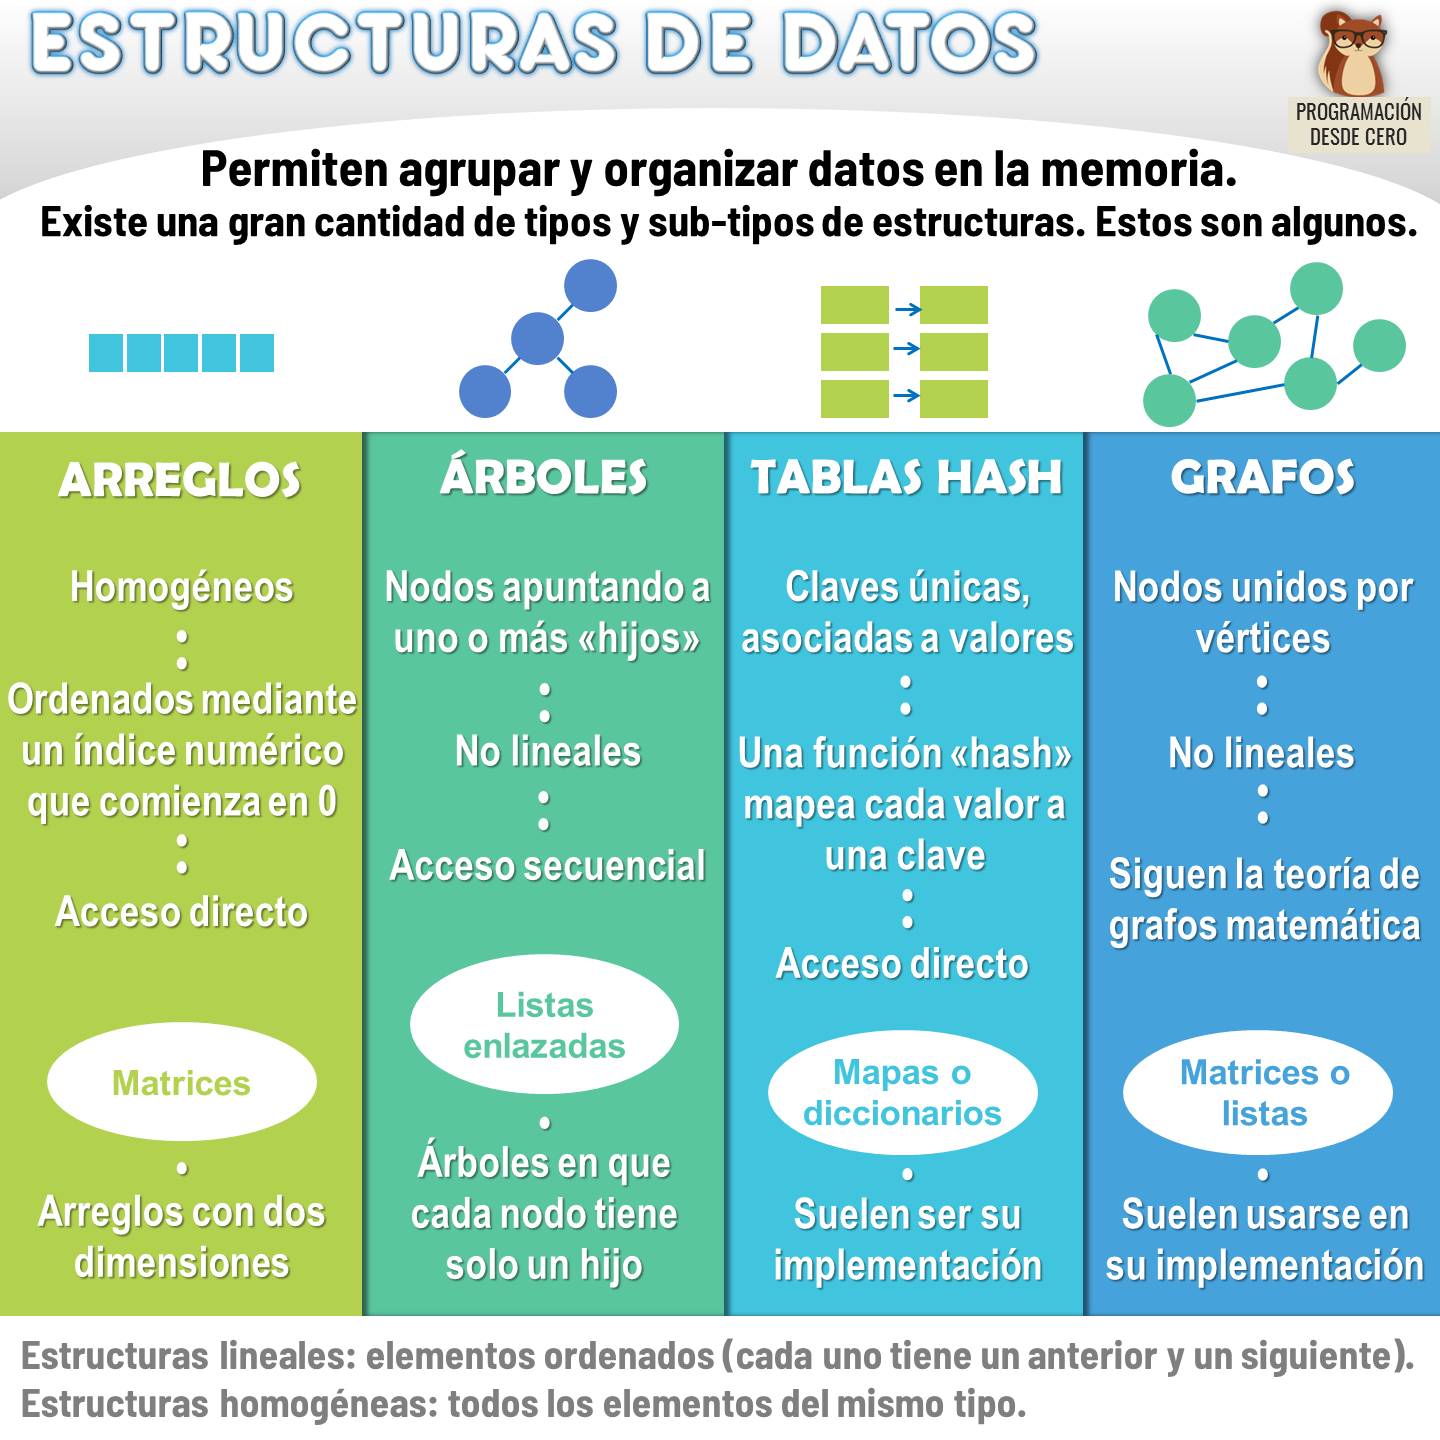 ESTRUCTURAS DE DATOS
PROGRAMACIÓN
DESDE CERO
Permiten agrupar y organizar datos en la memoria.
Existe una gran cantidad de tipos y sub-tipos de estructuras. Estos son algunos.
ARREGLOS
Homogéneos
Ordenados mediante
un índice numérico
que comienza en 0
Acceso directo
Matrices
Arreglos con dos
dimensiones
ÁRBOLES
Nodos apuntando a
uno o más «hijos»
No lineales
Acceso secuencial
Listas
enlazadas
Árboles en que
cada nodo tiene
solo un hijo
TABLAS HASH
Claves únicas,
asociadas a valores
Una función «hash»
mapea cada valor a
una clave
Acceso directo
Mapas o
diccionarios
Suelen ser su
implementación
GRAFOS
Nodos unidos por
vértices
No lineales
Siguen la teoría de
grafos matemática
Matrices o
listas
Suelen usarse en
su implementación
Estructuras lineales: elementos ordenados (cada uno tiene un anterior y un siguiente).
Estructuras homogéneas: todos los elementos del mismo tipo.